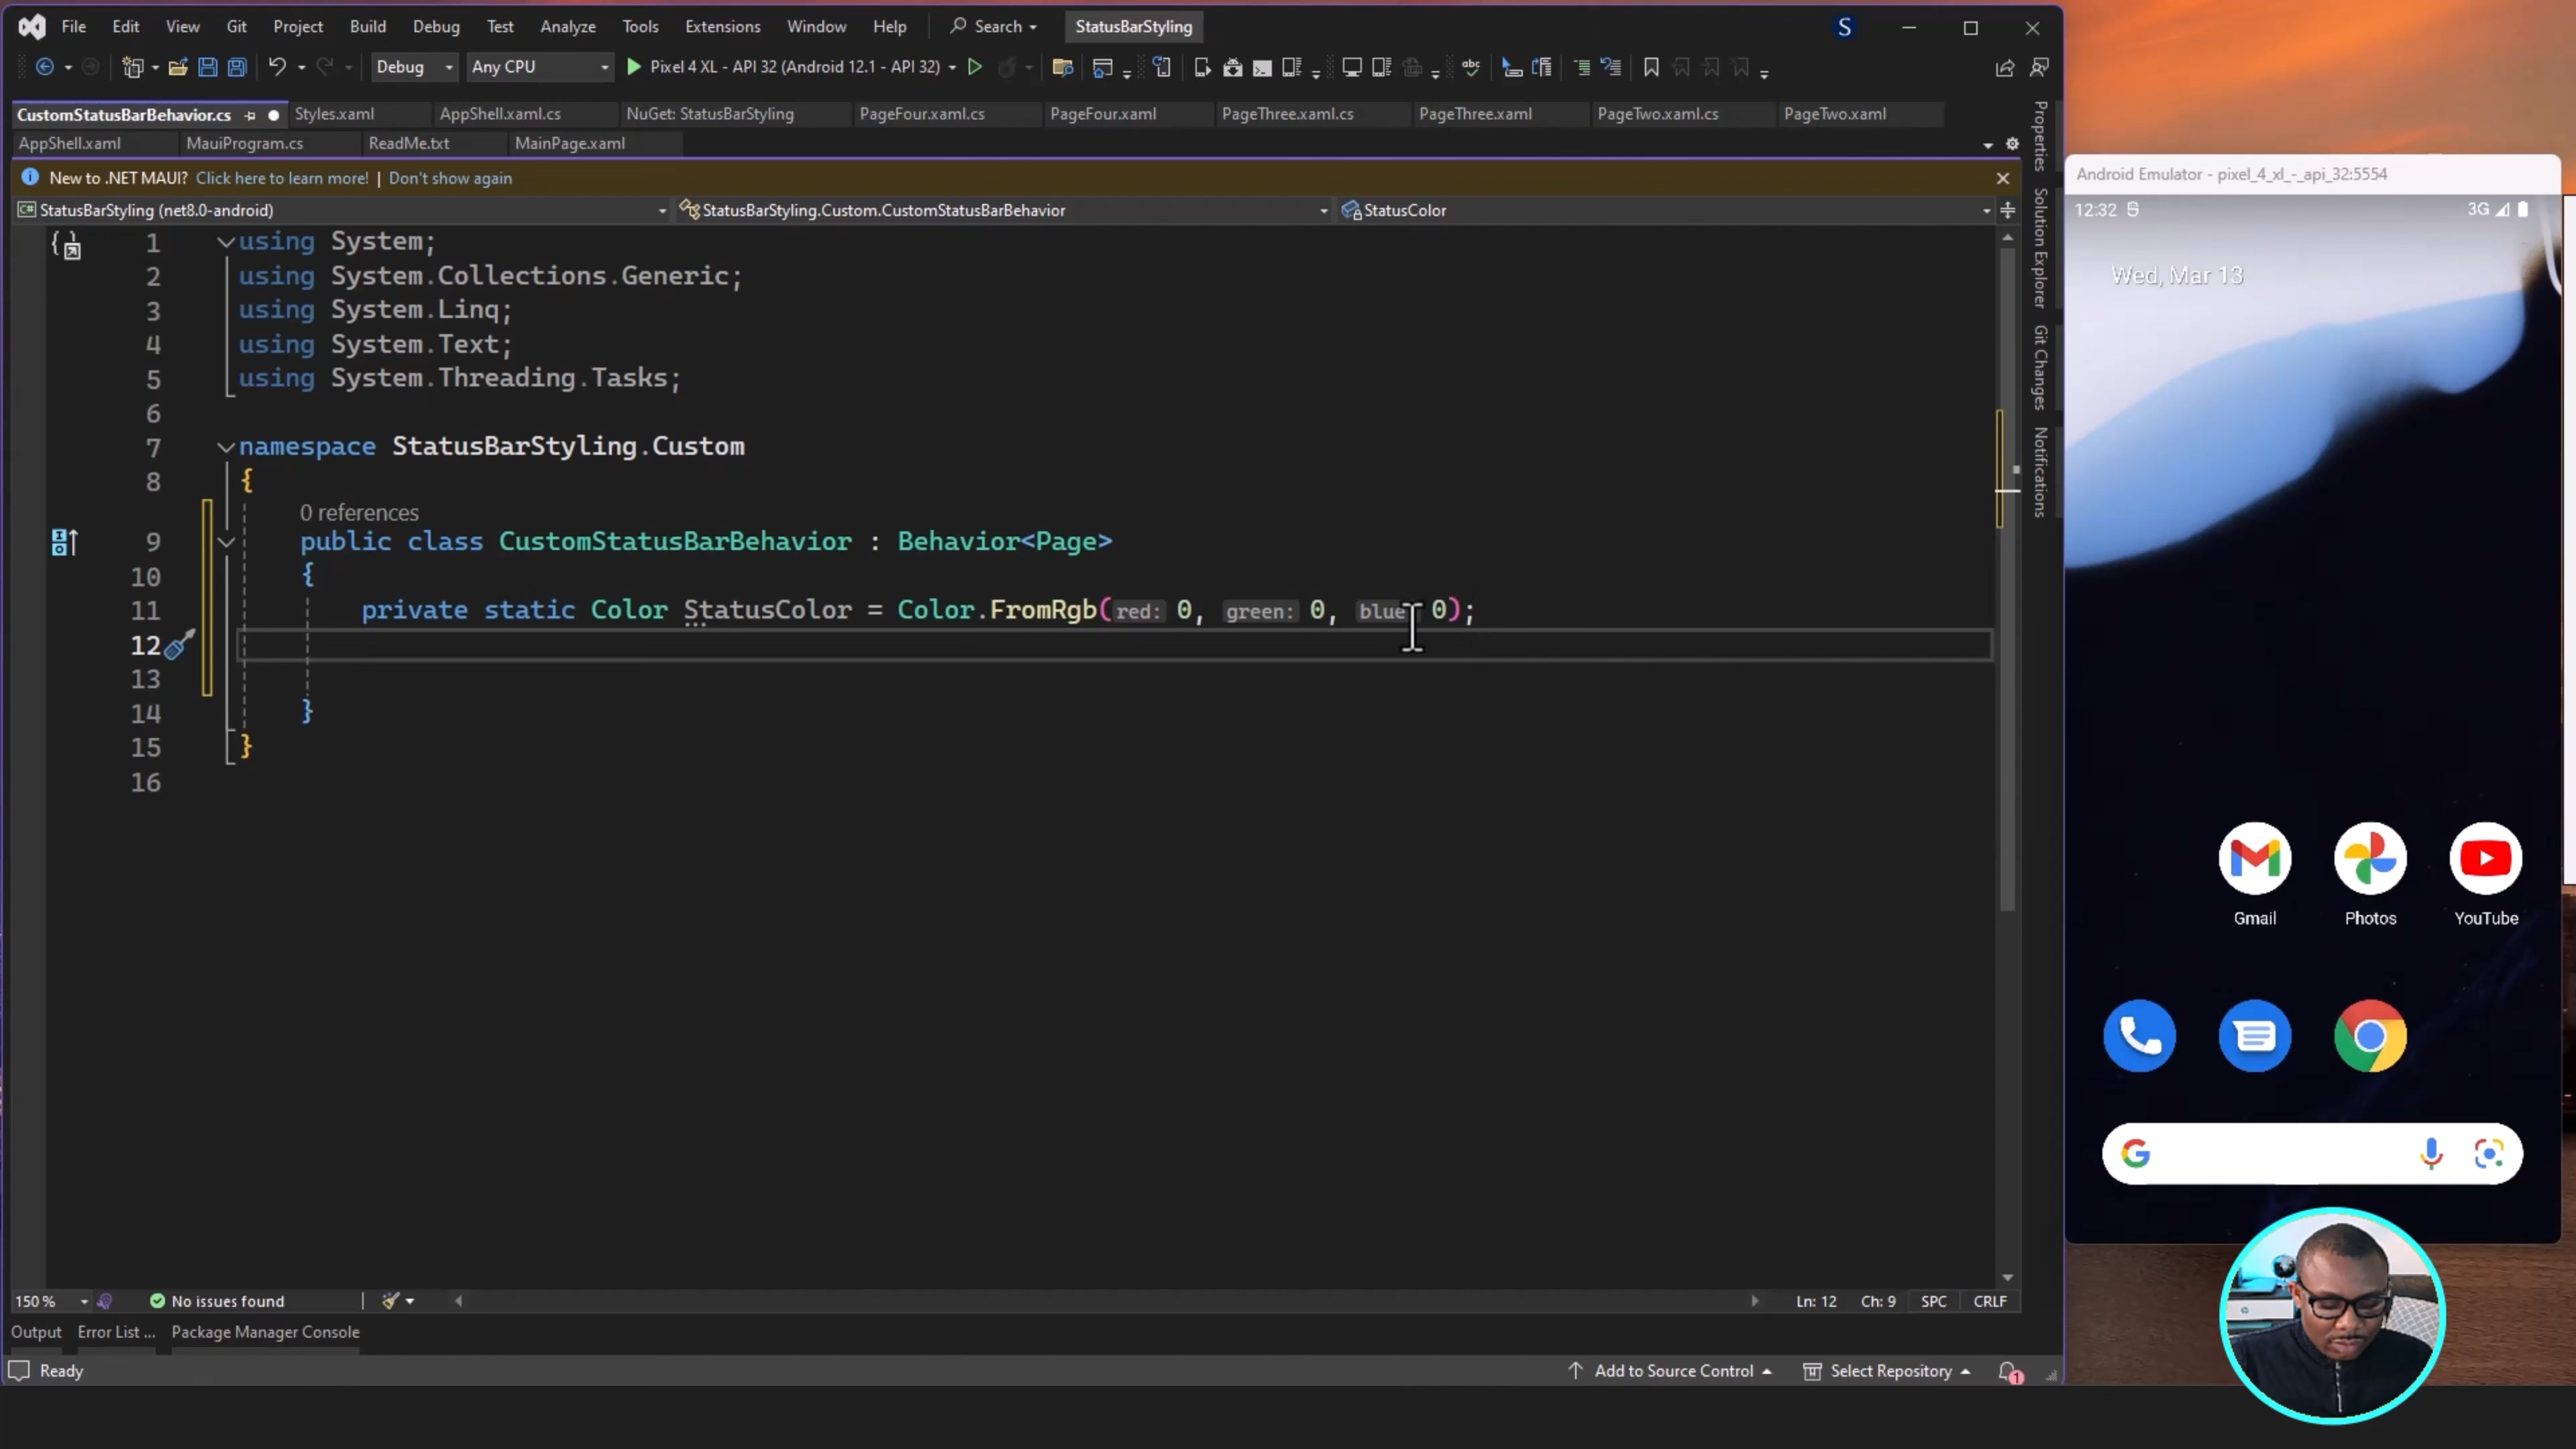 File Edit View Git Project Build Debug Test Analyze Tools Extensions Window Help Search StatusBarStyling S
Debug Any CPU Pixel 4 XL - API 32 (Android 12.1 - API 32)
CustomStatusBarBehavior.cs Styles.xaml AppShell.xaml.cs NuGet: StatusBarStyling PageFour.xaml.cs PageFour.xaml PageThree.xaml.cs PageThree.xaml PageTwo.xaml.cs PageTwo.xaml
AppShell.xaml MauiProgram.cs ReadMe.txt MainPage.xaml
New to .NET MAUI? Click here to learn more! | Don't show again
StatusBarStyling (net8.0-android) StatusBarStyling.Custom.CustomStatusBarBehavior StatusColor
1 using System;
2 using System.Collections.Generic;
3 using System.Linq;
4 using System.Text;
5 using System.Threading.Tasks;
6
7 namespace StatusBarStyling.Custom
8 {
0 references
9 public class CustomStatusBarBehavior : Behavior<Page>
10 {
11 private static Color StatusColor = Color.FromRgb(red: 0, green: 0, blue: 0);
12
13
14 }
15 }
16
150 % No issues found Ln: 12 Ch: 9 SPC CRLF
Output Error List ... Package Manager Console
Ready Add to Source Control Select Repository 1
Properties
Solution Explorer
Git Changes
Notifications
Android Emulator - pixel_4_xl_-_api_32:5554
12:32 3G
Wed, Mar 13
Gmail Photos YouTube